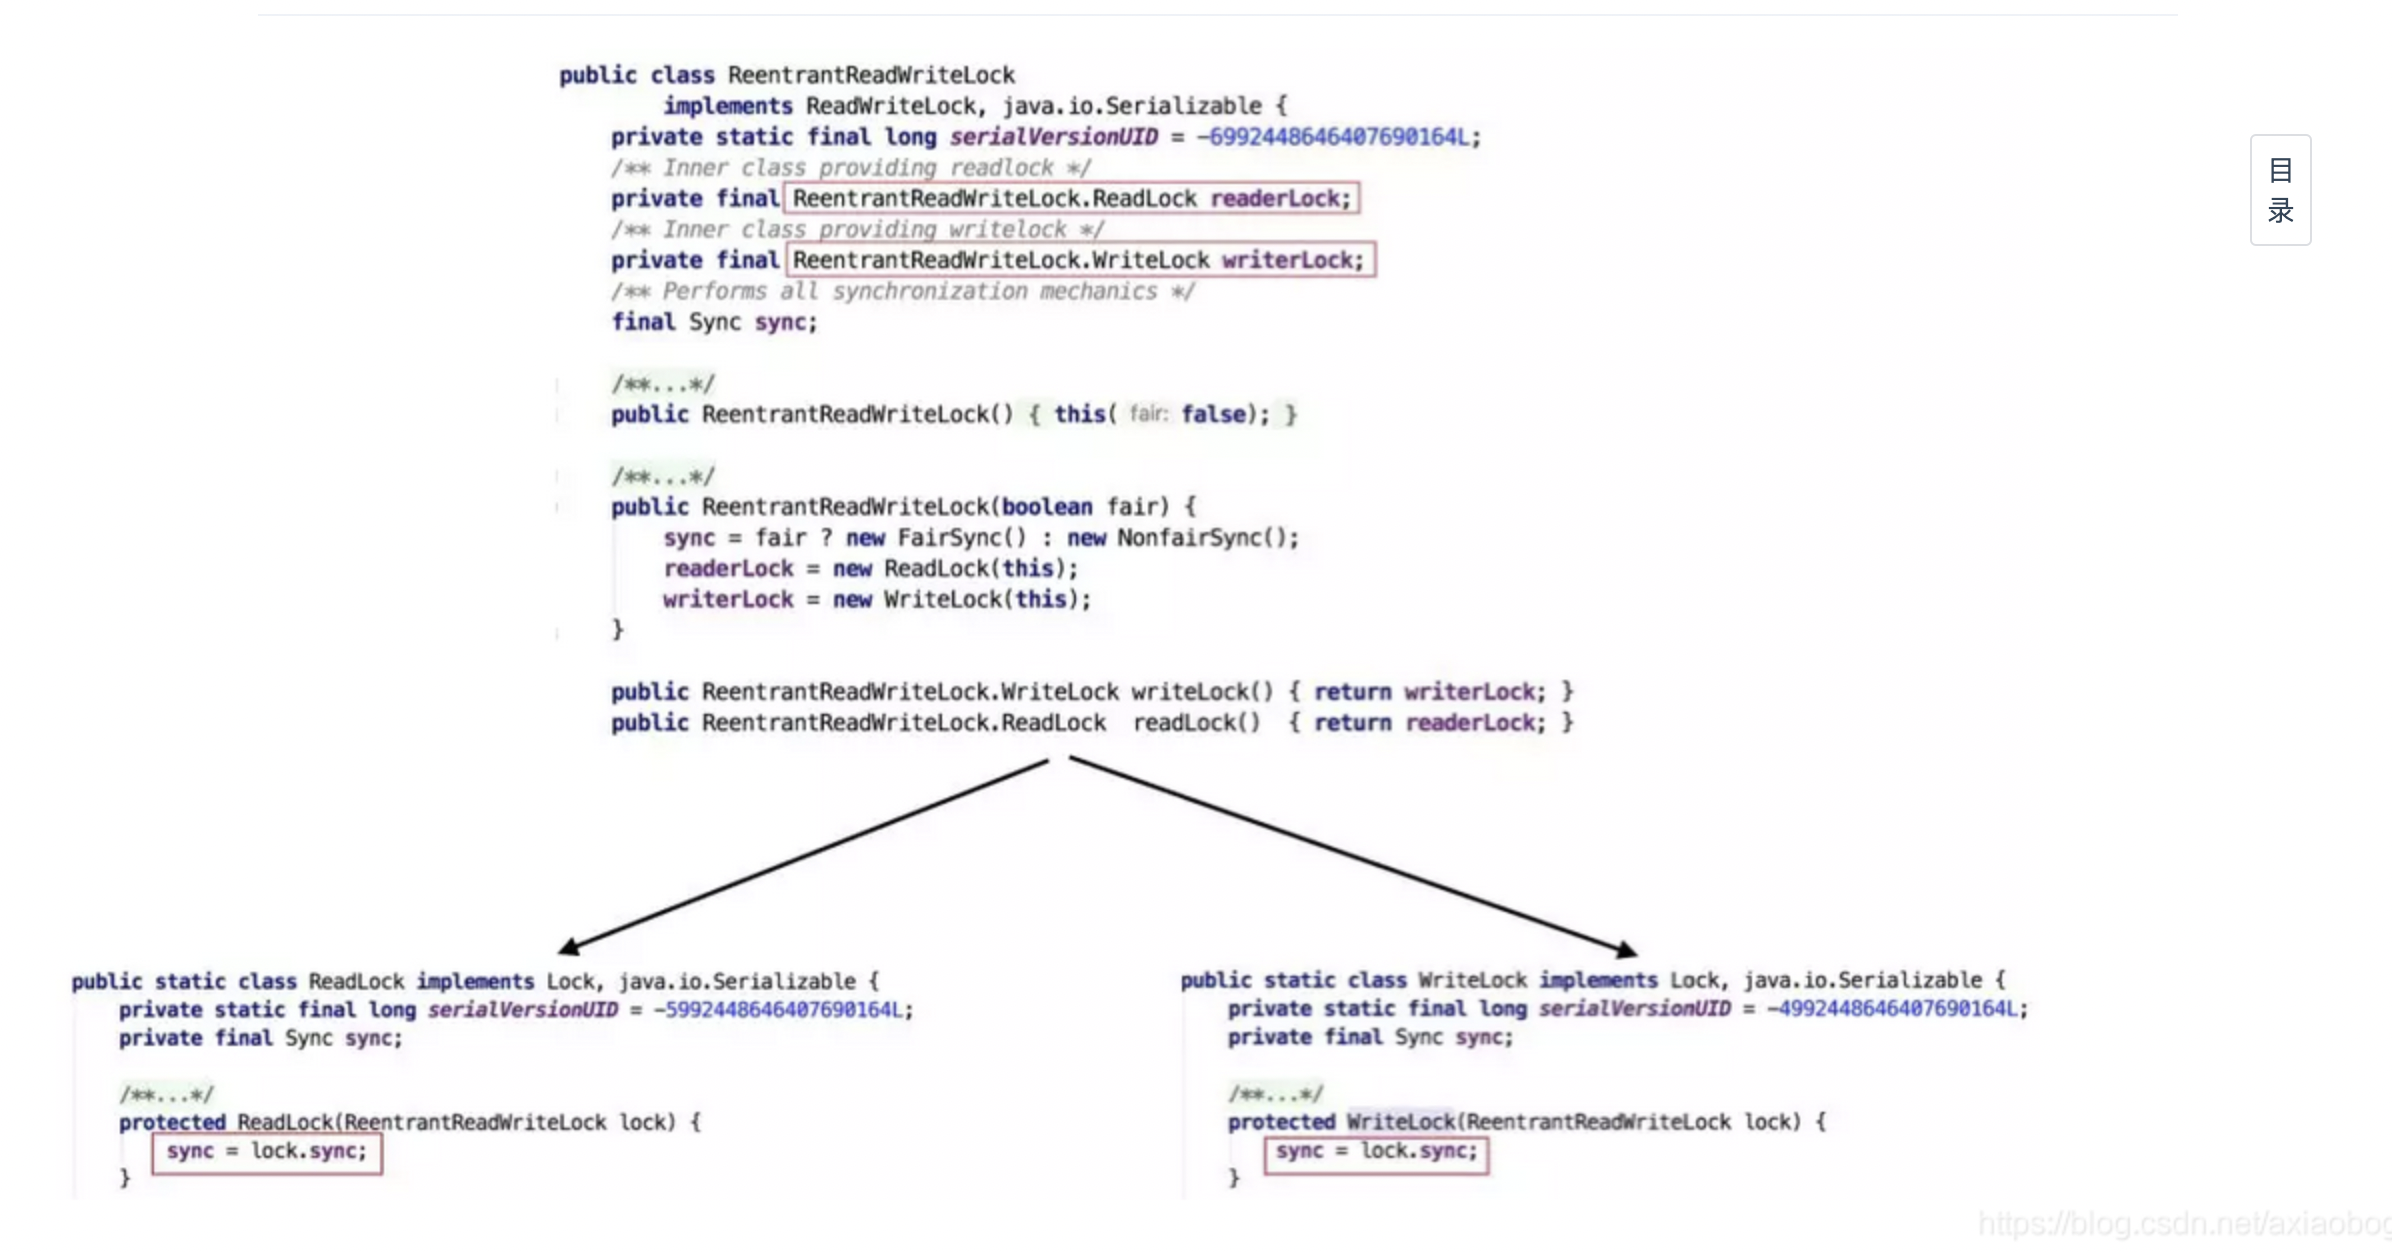 public class ReentrantReadWriteLock
implements ReadWriteLock, java.io.Serializable {
private static final long serialVersionUID = -6992448646407690164L;
/** Inner class providing readlock */
private final ReentrantReadWriteLock.ReadLock readerLock;
/** Inner class providing writelock */
private final ReentrantReadWriteLock.WriteLock writerLock;
/** Performs all synchronization mechanics */
final Sync sync;
/**...*/
public ReentrantReadWriteLock() { this( fair: false); }
/**...*/
public ReentrantReadWriteLock(boolean fair) {
sync = fair ? new FairSync() : new NonfairSync();
readerLock = new ReadLock(this);
writerLock = new WriteLock(this);
}
public ReentrantReadWriteLock.WriteLock writeLock() { return writerLock; }
public ReentrantReadWriteLock.ReadLock  readLock()  { return readerLock; }
public static class ReadLock implements Lock, java.io.Serializable {
private static final long serialVersionUID = -5992448646407690164L;
private final Sync sync;
/**...*/
protected ReadLock(ReentrantReadWriteLock lock) {
sync = lock.sync;
}
public static class WriteLock implements Lock, java.io.Serializable {
private static final long serialVersionUID = -4992448646407690164L;
private final Sync sync;
/**...*/
protected WriteLock(ReentrantReadWriteLock lock) {
sync = lock.sync;
}
目
录
https://blog.csdn.net/axiaobog